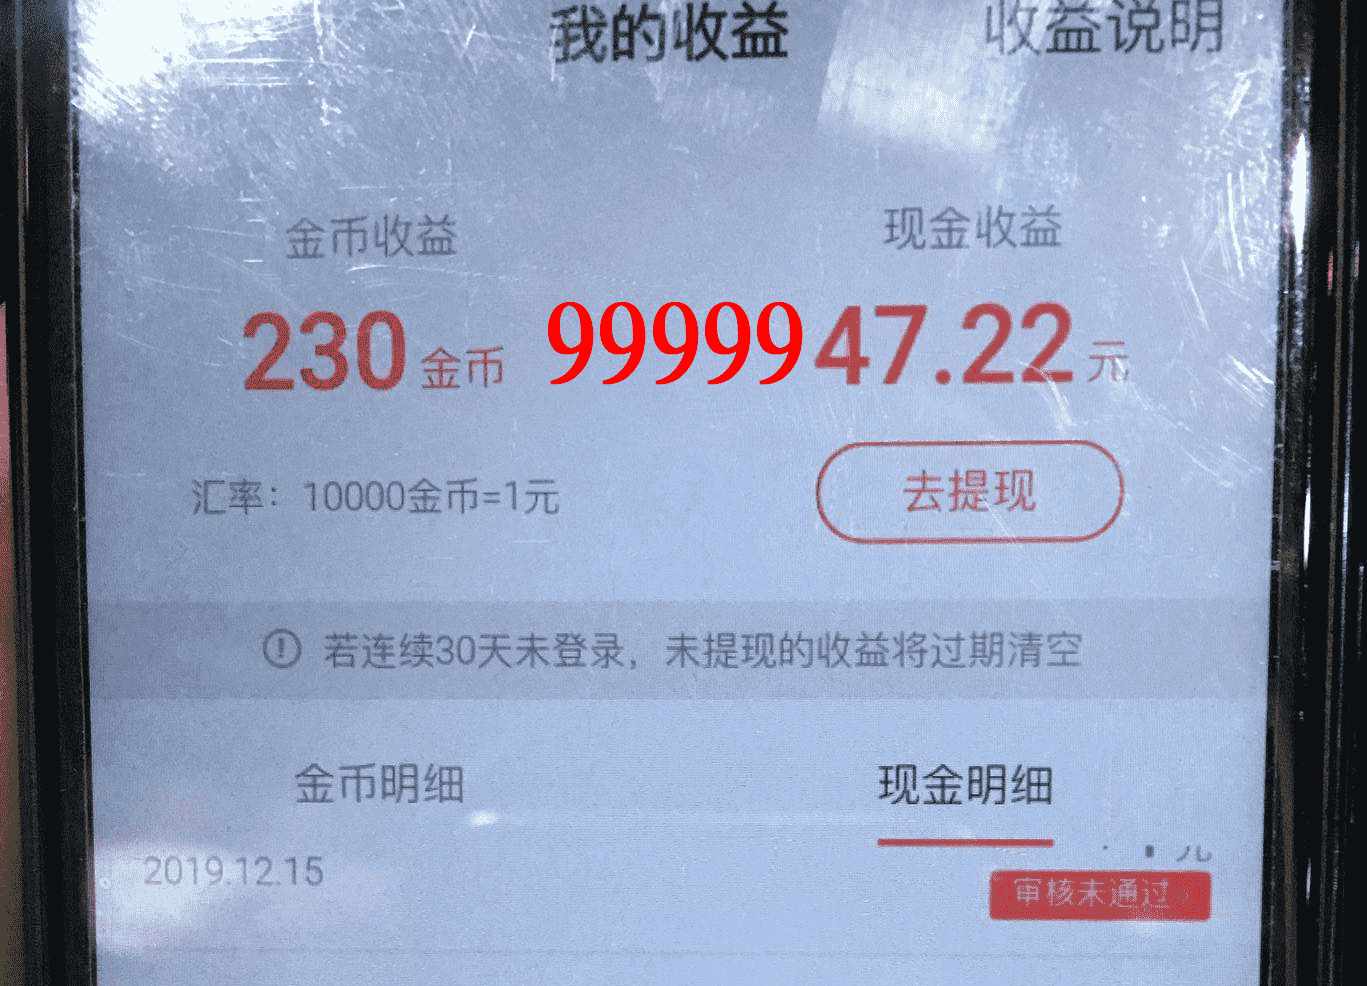 我的收益 收益说明
金币收益 现金收益
230金币 9999947.22元
汇率：10000金币=1元 去提现
若连续30天未登录，未提现的收益将过期清空
金币明细 现金明细
2019.12.15
审核未通过